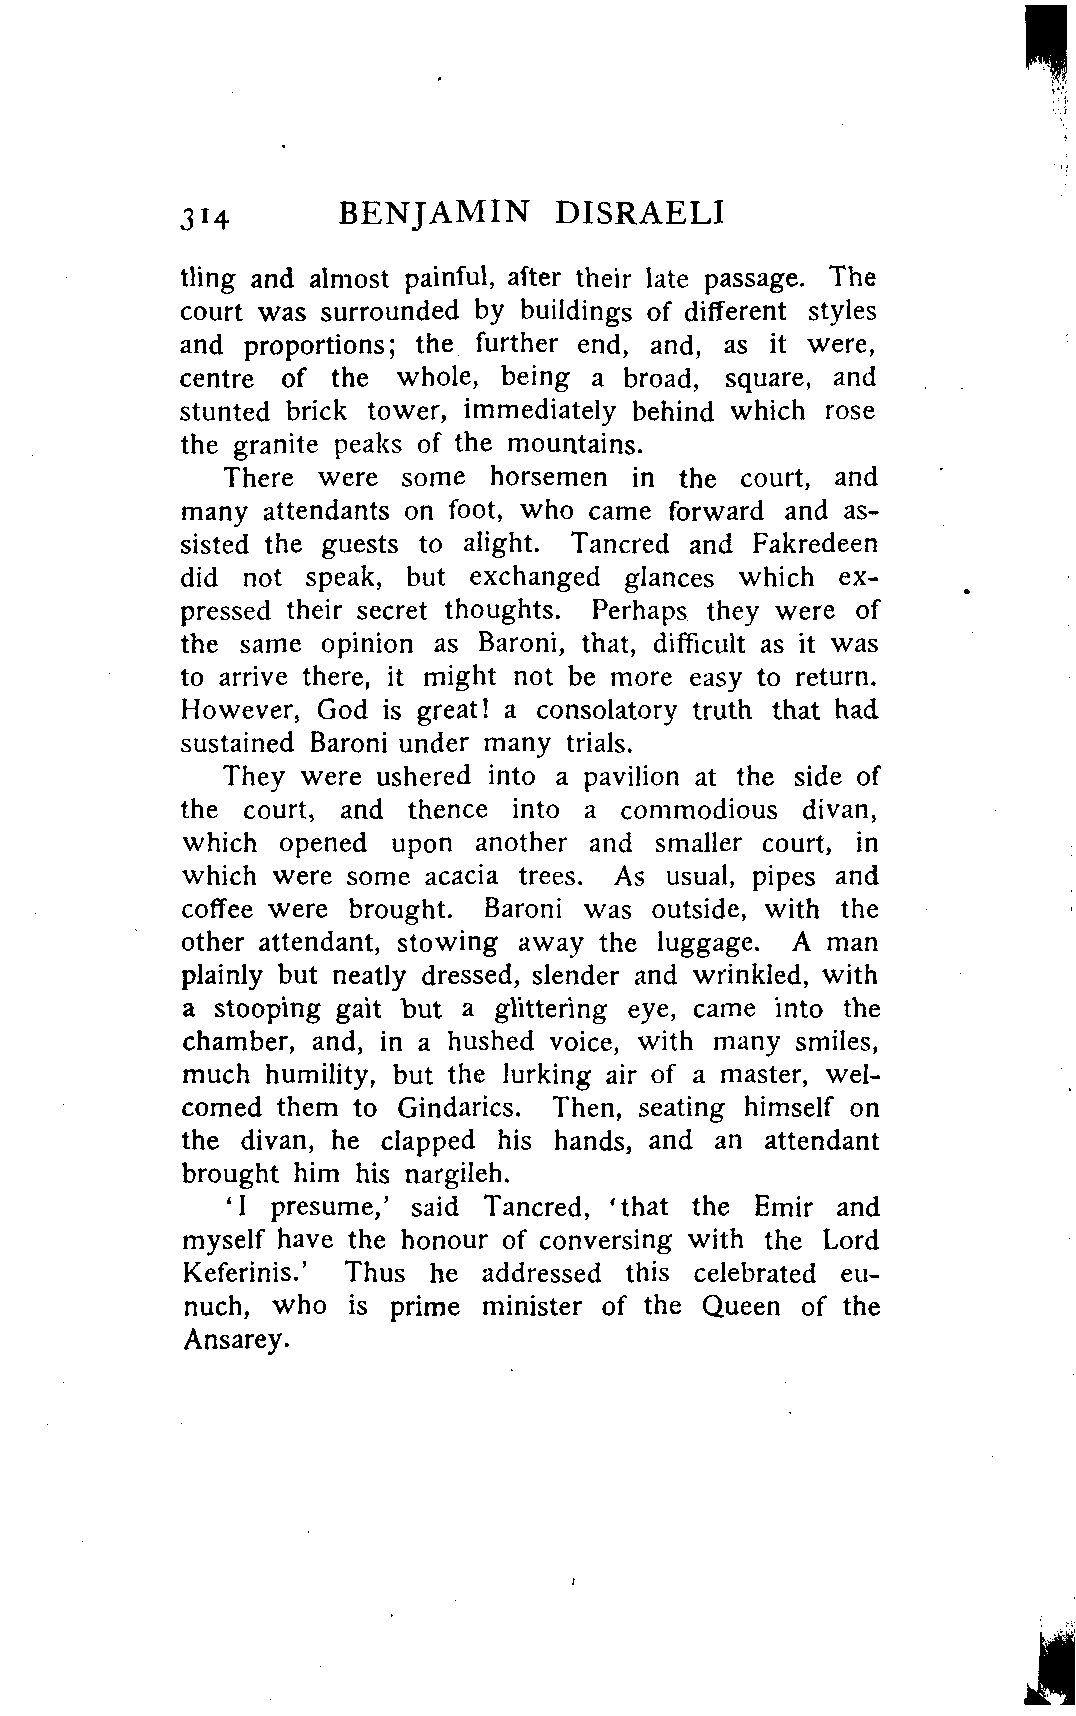 314 BENJAMIN DISRAELI
tling and almost painful, after their late passage. The
court was surrounded by buildings of different styles
and proportions; the further end, and, as it were,
centre of the whole, being a broad, square, and
stunted brick tower, immediately behind which rose
the granite peaks of the mountains.
There were some horsemen in the court, and
many attendants on foot, who came forward and as-
sisted the guests to alight. Tancred and Fakredeen
did not speak, but exchanged glances which ex-
pressed their secret thoughts. Perhaps they were of
the same opinion as Baroni, that, difficult as it was
to arrive there, it might not be more easy to return.
However, God is great! a consolatory truth that had
sustained Baroni under many trials.
They were ushered into a pavilion at the side of
the court, and thence into a commodious divan,
which opened upon another and smaller court, in
which were some acacia trees. As usual, pipes and
coffee were brought. Baroni was outside, with the
other attendant, stowing away the luggage. A man
plainly but neatly dressed, slender and wrinkled, with
a stooping gait but a glittering eye, came into the
chamber, and, in a hushed voice, with many smiles,
much humility, but the lurking air of a master, wel-
comed them to Gindarics. Then, seating himself on
the divan, he clapped his hands, and an attendant
brought him his nargileh.
‘I presume,’ said Tancred, ‘that the Emir and
myself have the honour of conversing with the Lord
Keferinis.’ Thus he addressed this celebrated eu-
nuch, who is prime minister of the Queen of the
Ansarey.